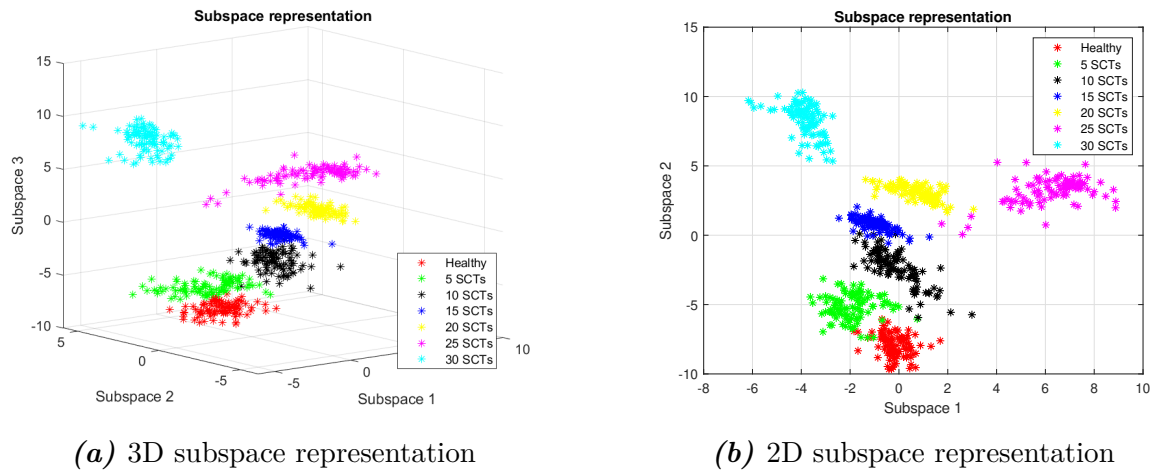 Subspace representation
15
10
5
0
-5
-10
Subspace 3
5
0
-5
Subspace 2
-5
0
10
Subspace 1
Healthy
5 SCTs
10 SCTs
15 SCTs
20 SCTs
25 SCTs
30 SCTs
(a) 3D subspace representation
Subspace representation
15
10
5
0
-5
-10
Subspace 2
-8 -6 -4 -2 0 2 4 6 8 10
Subspace 1
Healthy
5 SCTs
10 SCTs
15 SCTs
20 SCTs
25 SCTs
30 SCTs
(b) 2D subspace representation